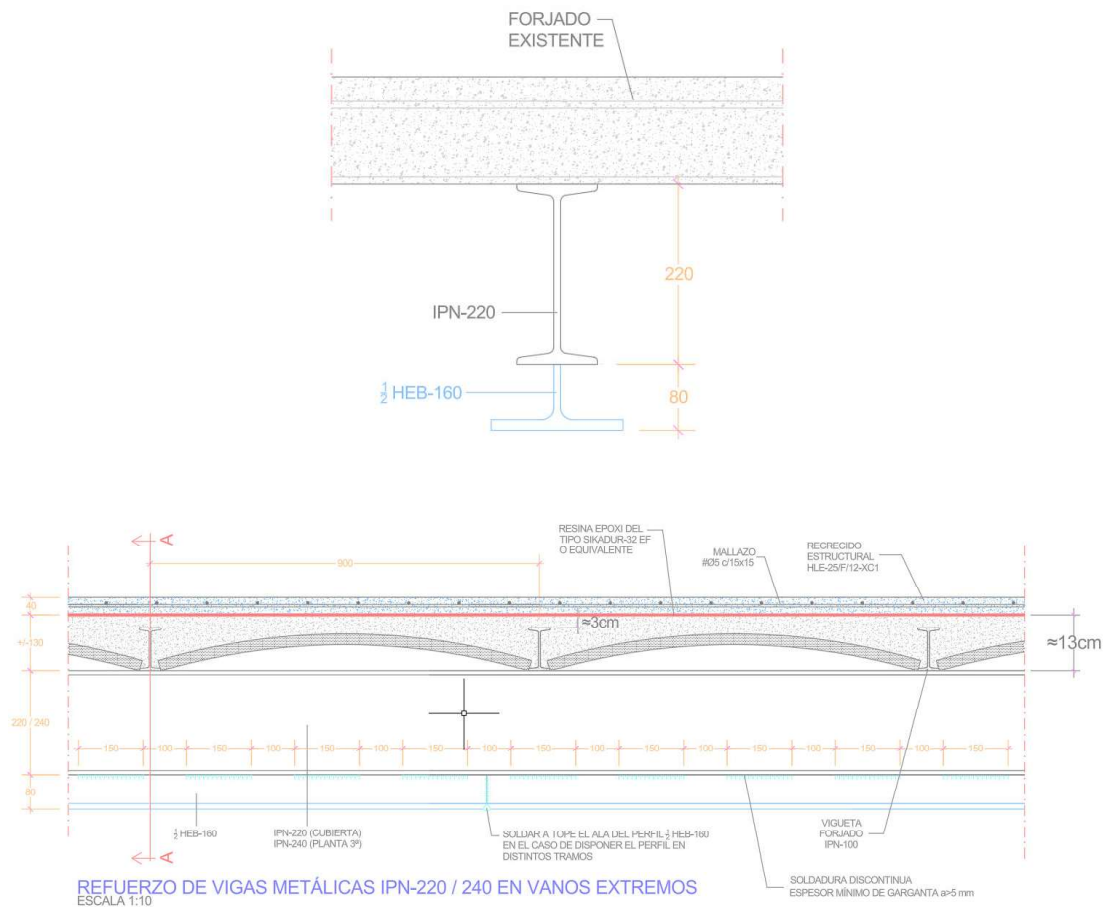 FORJADO
EXISTENTE
220
IPN-220
½ HEB-160
80
RESINA EPOXI DEL
TIPO SIKADUR-32 EF
O EQUIVALENTE
MALLAZO
#Ø5 c/15x15
RECRECIDO
ESTRUCTURAL
HLE-25/F/12-XC1
A
900
40
≈3cm
+/-130
≈13cm
220 / 240
150 100 150 100 150 100 150 100 150 100 150 100 150 100 150 100 150
80
½ HEB-160
IPN-220 (CUBIERTA)
IPN-240 (PLANTA 3ª)
SOLDAR A TOPE EL ALA DEL PERFIL ½ HEB-160
EN EL CASO DE DISPONER EL PERFIL EN
DISTINTOS TRAMOS
VIGUETA
FORJADO
IPN-100
A
SOLDADURA DISCONTINUA
ESPESOR MÍNIMO DE GARGANTA a>5 mm
REFUERZO DE VIGAS METÁLICAS IPN-220 / 240 EN VANOS EXTREMOS
ESCALA 1:10